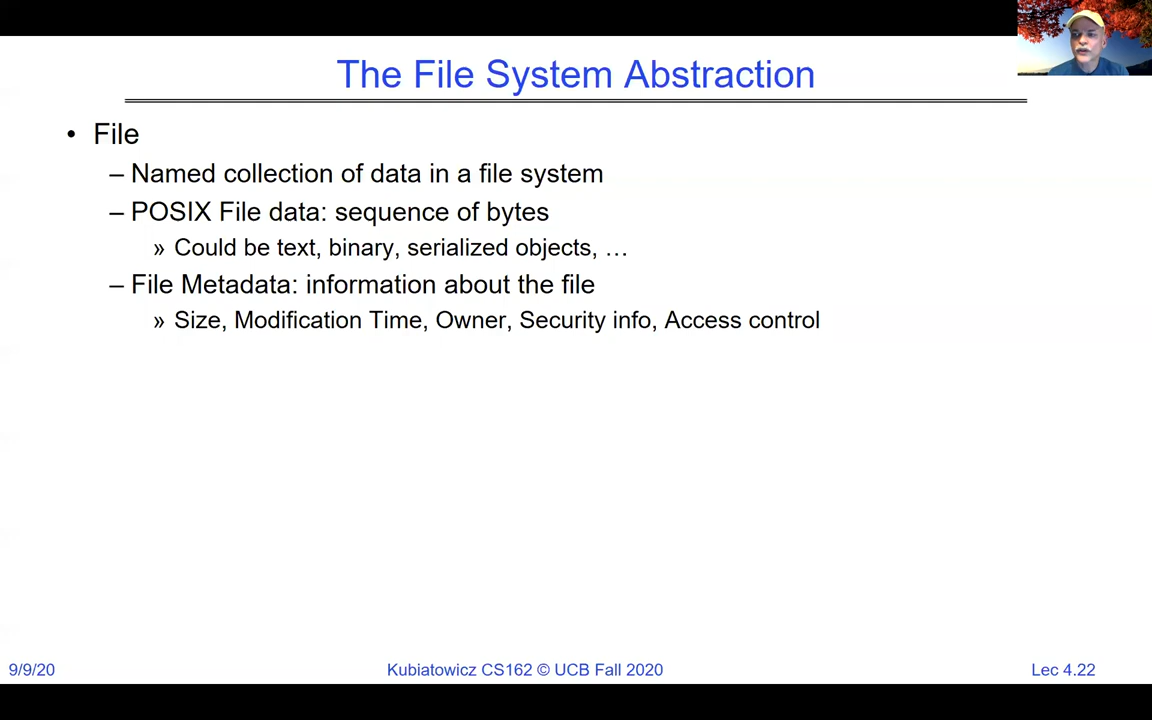 The File System Abstraction
• File
– Named collection of data in a file system
– POSIX File data: sequence of bytes
» Could be text, binary, serialized objects, …
– File Metadata: information about the file
» Size, Modification Time, Owner, Security info, Access control
9/9/20
Kubiatowicz CS162 © UCB Fall 2020
Lec 4.22